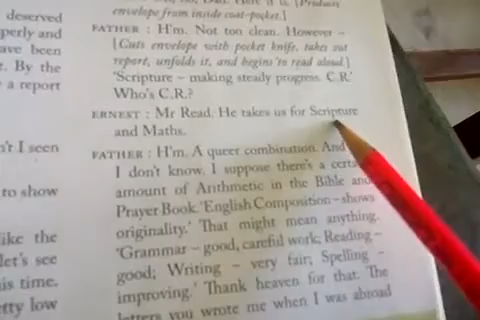 deserved
perly and
ave been
t. By the
a report
n't I seen
to show
ike the
let's see
is time.
etty low
envelope from inside coat-pocket.]
FATHER : H'm. Not too clean. However –
[Cuts envelope with pocket knife, takes out
report, unfolds it, and begins to read aloud]
'Scripture – making steady progress. C.R.'
Who's C.R.?
ERNEST : Mr Read. He takes us for Scripture
and Maths.
FATHER : H'm. A queer combination. And
I don't know. I suppose there's a certa
amount of Arithmetic in the Bible and
Prayer Book. 'English Composition – shows
originality.' That might mean anything.
'Grammar – good, careful work; Reading –
good; Writing – very fair; Spelling –
improving.' Thank heaven for that. The
letters you wrote me when I was abroad